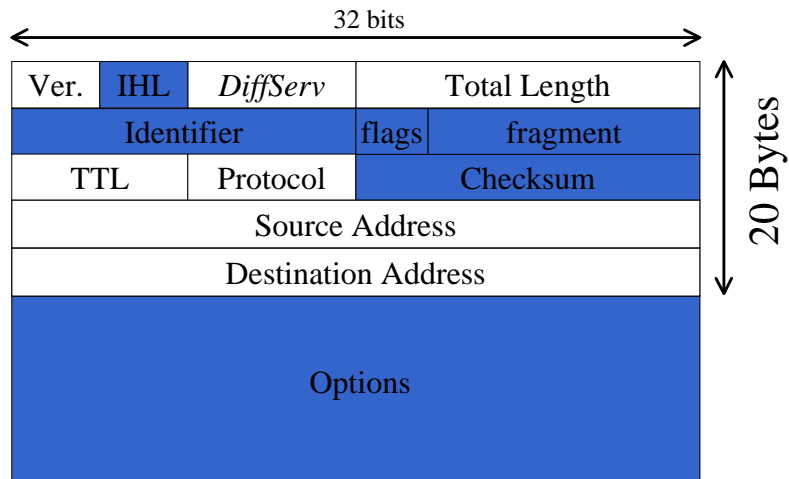 32 bits
Ver. IHL DiffServ Total Length
Identifier flags fragment
TTL Protocol Checksum
Source Address
Destination Address
Options
20 Bytes